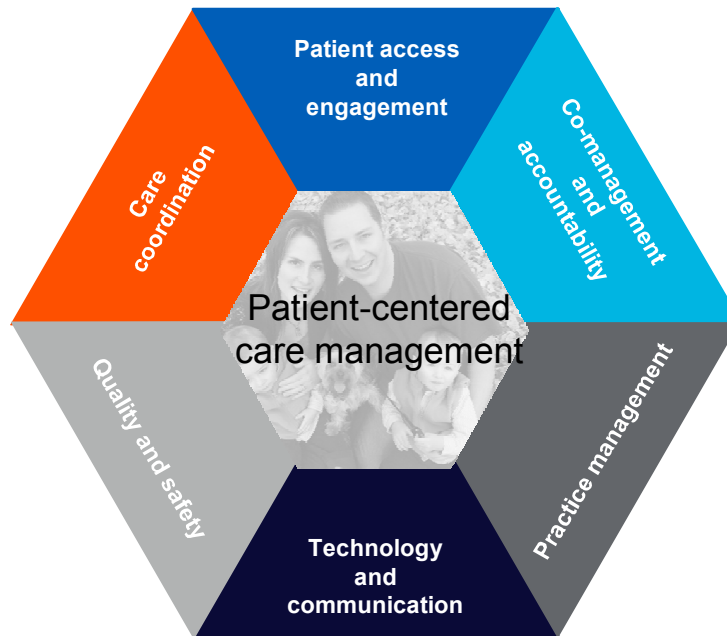 Patient access
and
engagement
Co-management
and
accountability
Care
coordination
Patient-centered
care management
Quality and safety
Practice management
Technology
and
communication